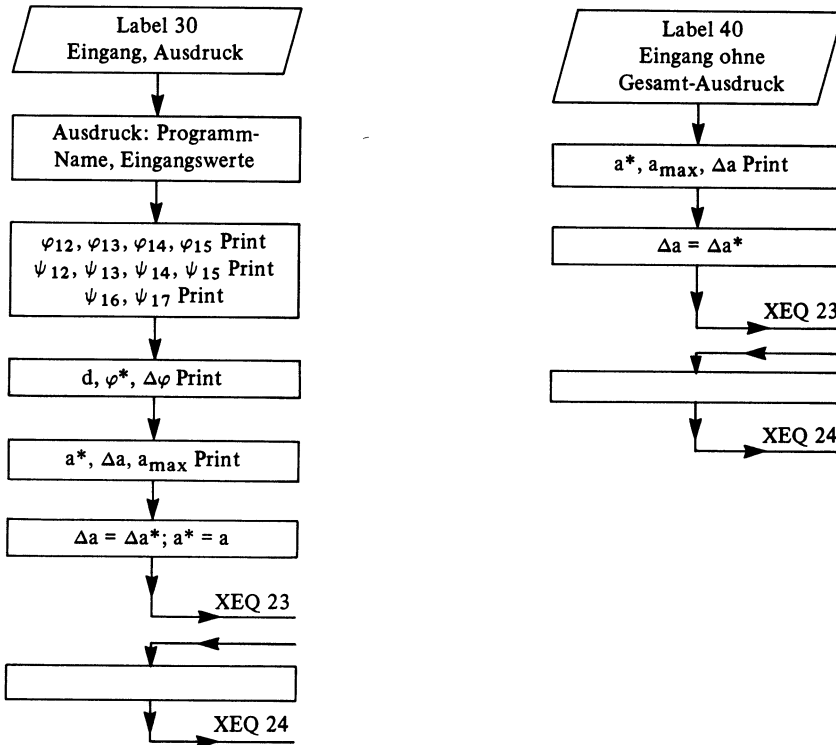 Label 30
Eingang, Ausdruck
Ausdruck: Programm-
Name, Eingangswerte
φ12, φ13, φ14, φ15 Print
ψ12, ψ13, ψ14, ψ15 Print
ψ16, ψ17 Print
d, φ*, Δφ Print
a*, Δa, amax Print
Δa = Δa*; a* = a
XEQ 23
XEQ 24
Label 40
Eingang ohne
Gesamt-Ausdruck
a*, amax, Δa Print
Δa = Δa*
XEQ 23
XEQ 24